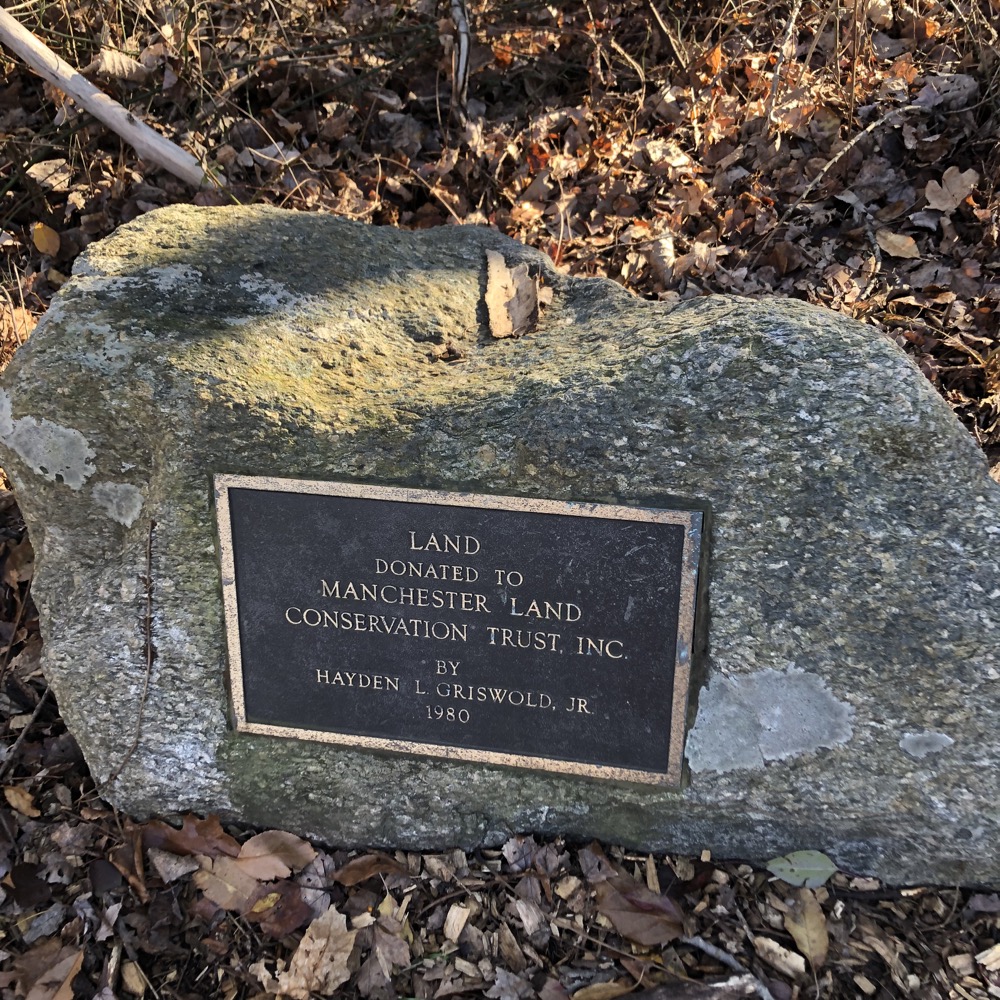 LAND
DONATED TO
MANCHESTER LAND
CONSERVATION TRUST, INC.
BY
HAYDEN L. GRISWOLD, JR.
1980